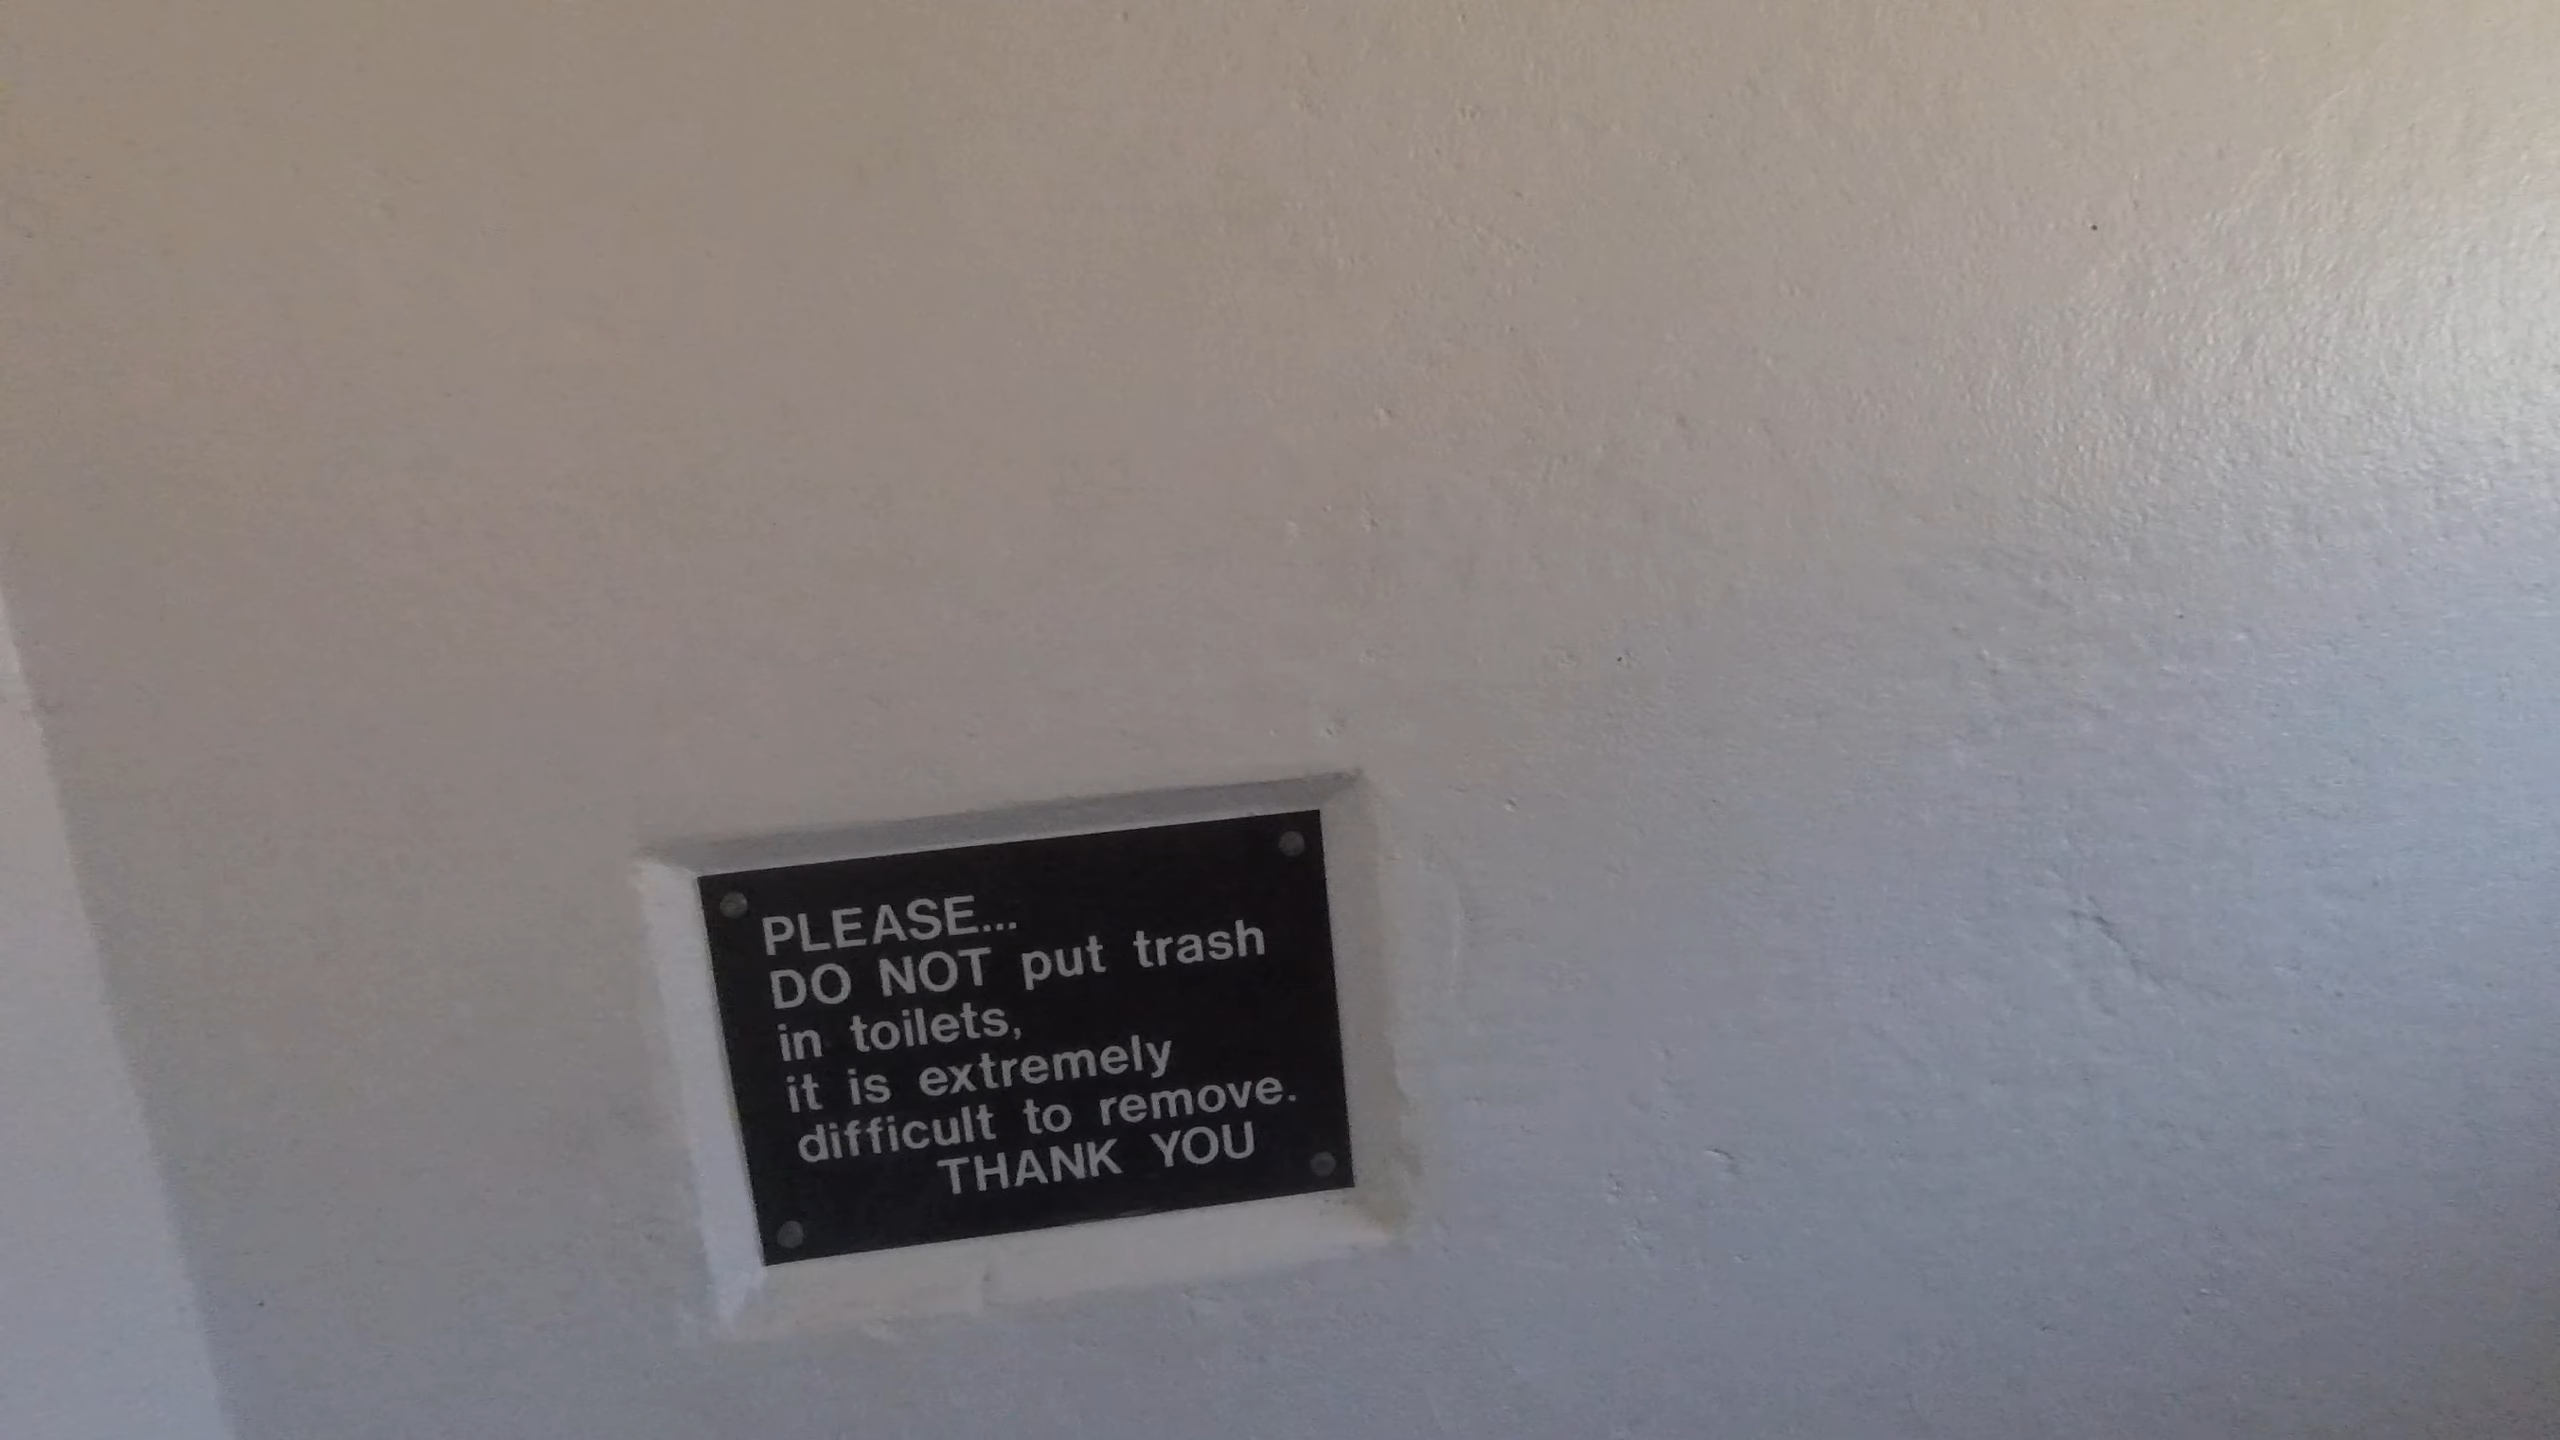 PLEASE...
DO NOT put trash
in toilets,
it is extremely
difficult to remove.
THANK YOU